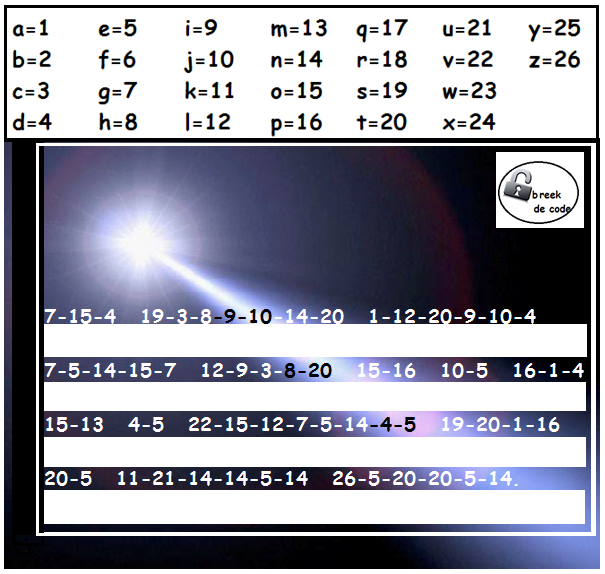 a=1 e=5 i=9 m=13 q=17 u=21 y=25
b=2 f=6 j=10 n=14 r=18 v=22 z=26
c=3 g=7 k=11 o=15 s=19 w=23
d=4 h=8 l=12 p=16 t=20 x=24
breek
de code
7-15-4 19-3-8-9-10-14-20 1-12-20-9-10-4
7-5-14-15-7 12-9-3-8-20 15-16 10-5 16-1-4
15-13 4-5 22-15-12-7-5-14-4-5 19-20-1-16
20-5 11-21-14-14-5-14 26-5-20-20-5-14.